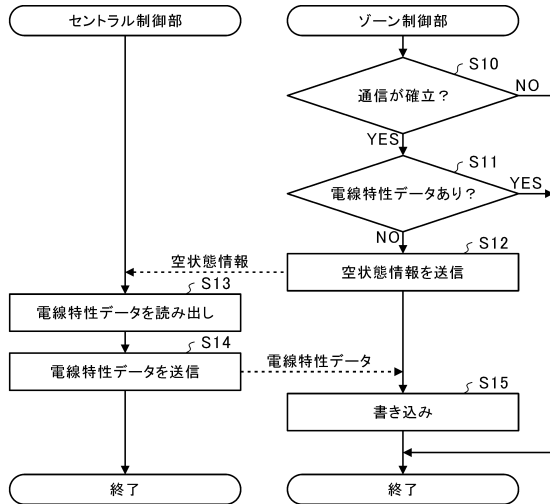 セントラル制御部
ゾーン制御部
S10
通信が確立?
NO
YES
S11
電線特性データあり?
YES
NO
S12
空状態情報
空状態情報を送信
S13
電線特性データを読み出し
S14
電線特性データを送信
電線特性データ
S15
書き込み
終了
終了